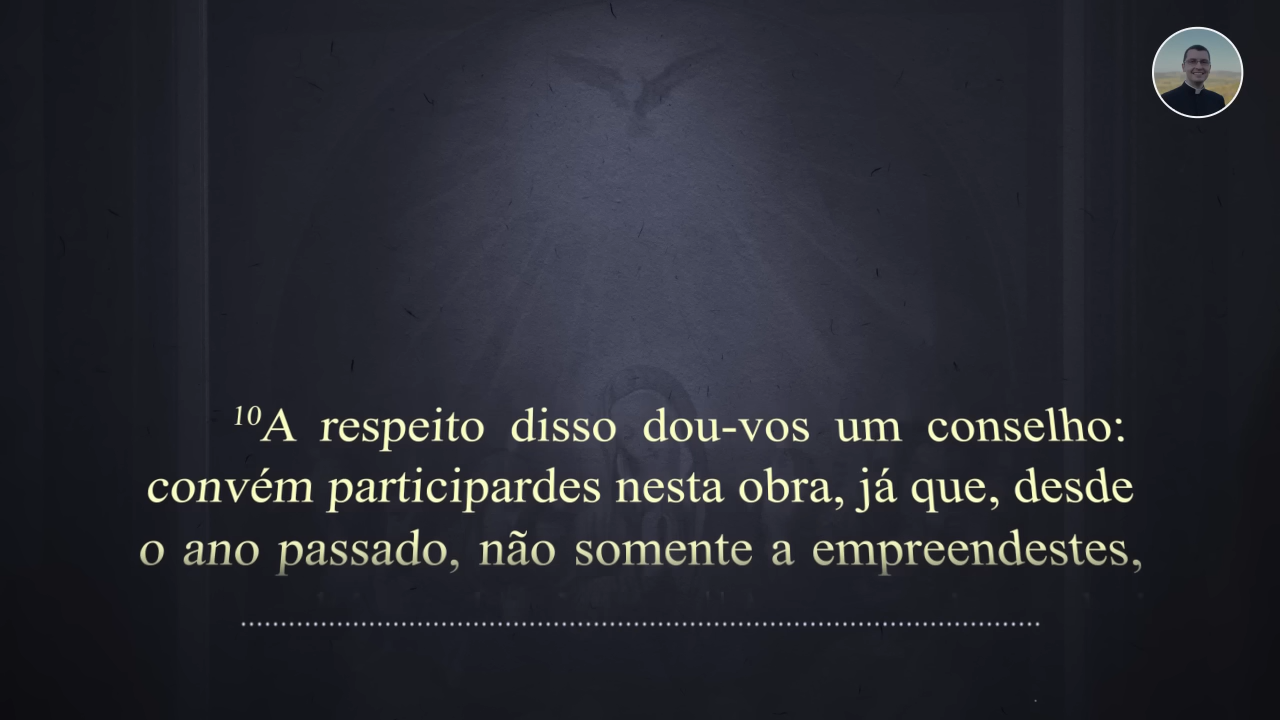 ¹⁰A respeito disso dou-vos um conselho:
convém participardes nesta obra, já que, desde
o ano passado, não somente a empreendestes,